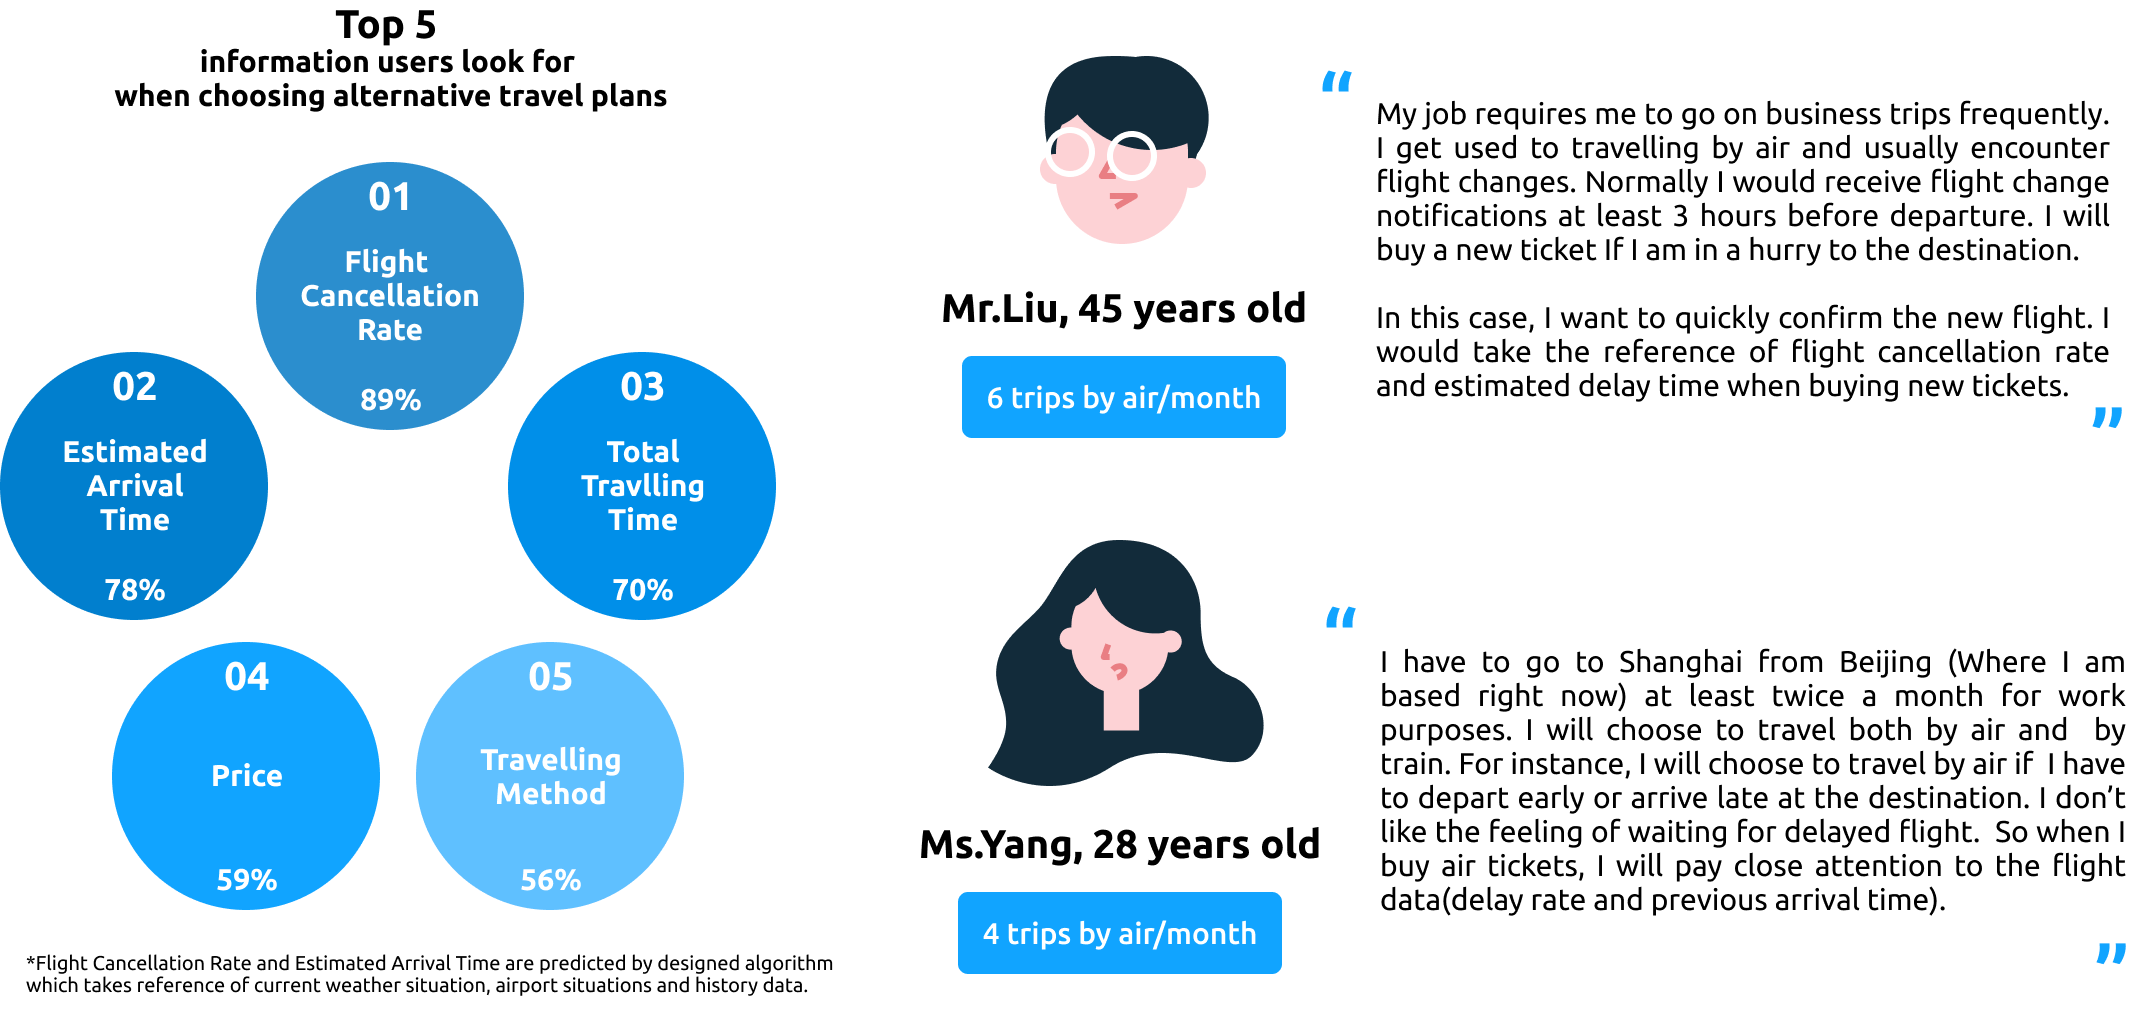 Top 5
information users look for
when choosing alternative travel plans
01
Flight
Cancellation
Rate
89%
02
Estimated
Arrival
Time
78%
03
Total
Travlling
Time
70%
04
Price
59%
05
Travelling
Method
56%
*Flight Cancellation Rate and Estimated Arrival Time are predicted by designed algorithm
which takes reference of current weather situation, airport situations and history data.
Mr.Liu, 45 years old
6 trips by air/month
“
My job requires me to go on business trips frequently.
I get used to travelling by air and usually encounter
flight changes. Normally I would receive flight change
notifications at least 3 hours before departure. I will
buy a new ticket If I am in a hurry to the destination.
In this case, I want to quickly confirm the new flight. I
would take the reference of flight cancellation rate
and estimated delay time when buying new tickets.
”
Ms.Yang, 28 years old
4 trips by air/month
“
I have to go to Shanghai from Beijing (Where I am
based right now) at least twice a month for work
purposes. I will choose to travel both by air and by
train. For instance, I will choose to travel by air if I have
to depart early or arrive late at the destination. I don’t
like the feeling of waiting for delayed flight. So when I
buy air tickets, I will pay close attention to the flight
data(delay rate and previous arrival time).
”